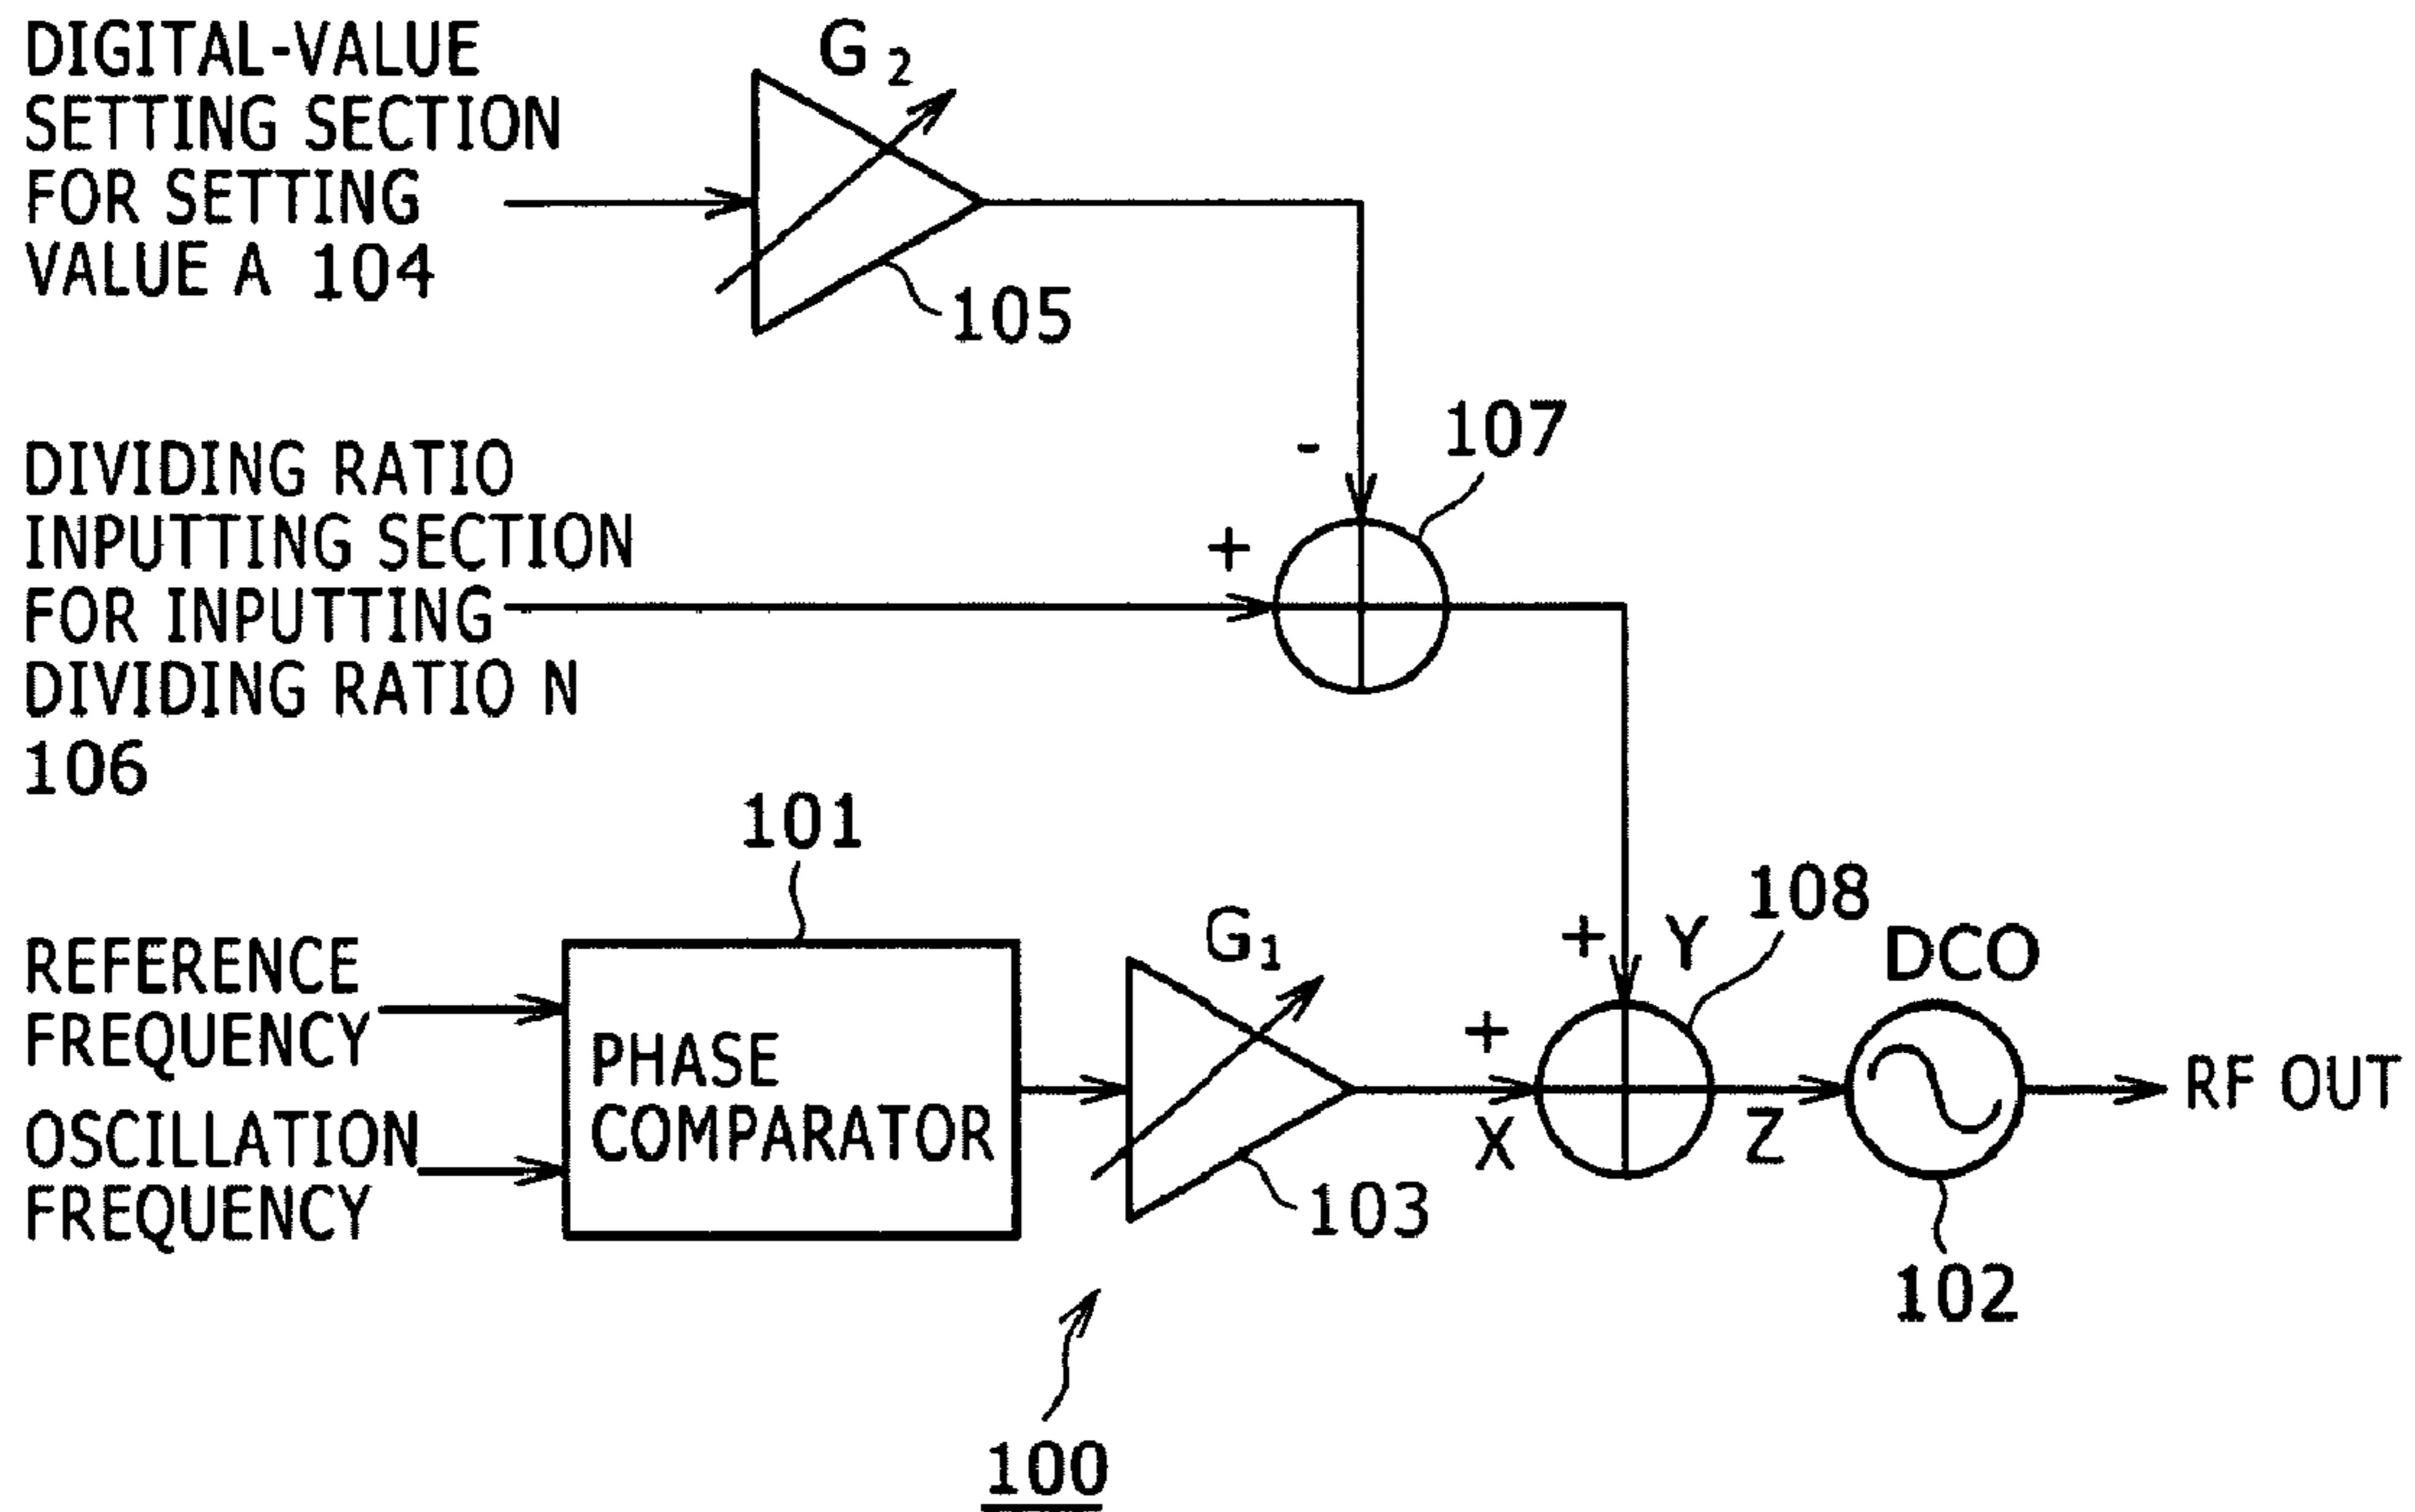 DIGITAL-VALUE
SETTING SECTION
FOR SETTING
VALUE A 104
G2
105
-
107
DIVIDING RATIO
INPUTTING SECTION
FOR INPUTTING
DIVIDING RATIO N
106
+
101
REFERENCE
FREQUENCY
OSCILLATION
FREQUENCY
PHASE
COMPARATOR
G1
103
+
X
+
Y
108
Z
DCO
102
RF OUT
100